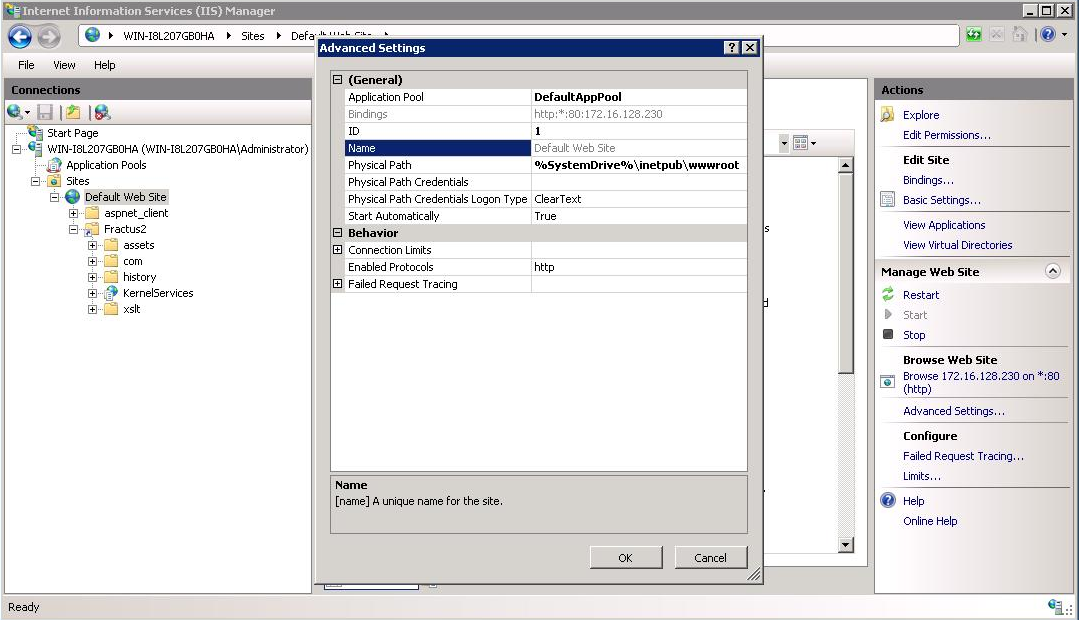 Internet Information Services (IIS) Manager
WIN-I8L207GB0HA Sites Default Web Site
File View Help
Connections
Start Page
WIN-I8L207GB0HA (WIN-I8L207GB0HA\Administrator)
Application Pools
Sites
Default Web Site
aspnet_client
Fractus2
assets
com
history
KernelServices
xslt
Advanced Settings
(General)
Application Pool DefaultAppPool
Bindings http:*:80:172.16.128.230
ID 1
Name Default Web Site
Physical Path %SystemDrive%\inetpub\wwwroot
Physical Path Credentials
Physical Path Credentials Logon Type ClearText
Start Automatically True
Behavior
Connection Limits
Enabled Protocols http
Failed Request Tracing
Name
[name] A unique name for the site.
OK Cancel
Actions
Explore
Edit Permissions...
Edit Site
Bindings...
Basic Settings...
View Applications
View Virtual Directories
Manage Web Site
Restart
Start
Stop
Browse Web Site
Browse 172.16.128.230 on *:80
(http)
Advanced Settings...
Configure
Failed Request Tracing...
Limits...
Help
Online Help
Ready